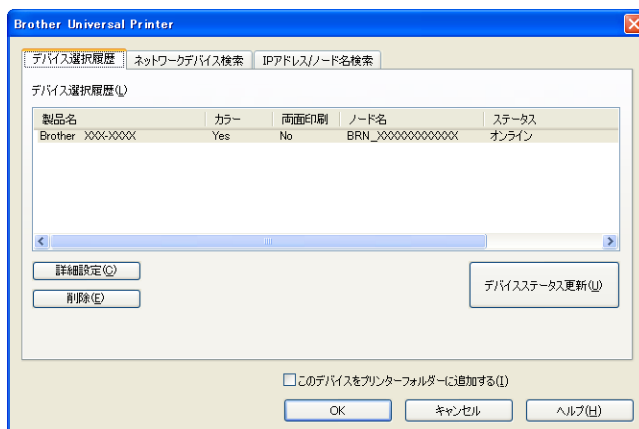 Brother Universal Printer
デバイス選択履歴 ネットワークデバイス検索 IPアドレス/ノード名検索
デバイス選択履歴(L)
製品名 カラー 両面印刷 ノード名 ステータス
Brother XXX-XXXX Yes No BRN_XXXXXXXXXXXX オンライン
詳細設定(C)
デバイスステータス更新(U)
削除(E)
このデバイスをプリンターフォルダーに追加する(I)
OK キャンセル ヘルプ(H)